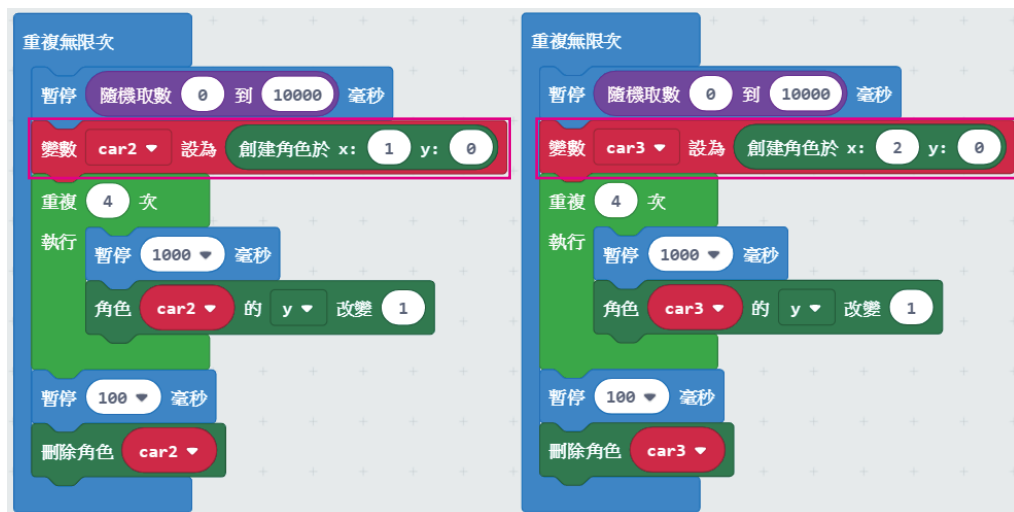 重複無限次
暫停 隨機取數 0 到 10000 毫秒
變數 car2 設為 創建角色於 x: 1 y: 0
重複 4 次
執行
暫停 1000 毫秒
角色 car2 的 y 改變 1
暫停 100 毫秒
刪除角色 car2
重複無限次
暫停 隨機取數 0 到 10000 毫秒
變數 car3 設為 創建角色於 x: 2 y: 0
重複 4 次
執行
暫停 1000 毫秒
角色 car3 的 y 改變 1
暫停 100 毫秒
刪除角色 car3